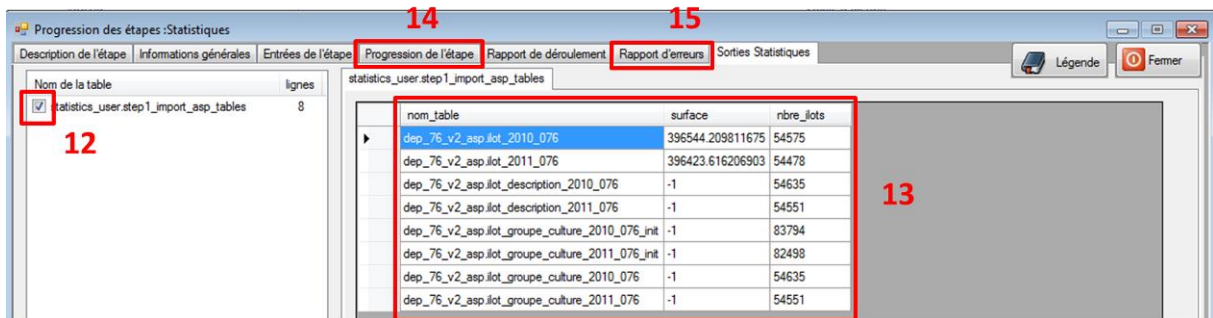 14
15
Progression des étapes :Statistiques
Description de l'étape Informations générales Entrées de l'étape Progression de l'étape Rapport de déroulement Rapport d'erreurs Sorties Statistiques
Légende Fermer
Nom de la table lignes
statistics_user.step1_import_asp_tables 8
12
statistics_user.step1_import_asp_tables
nom_table surface nbre_ilots
dep_76_v2_asp.ilot_2010_076 396544.209811675 54575
dep_76_v2_asp.ilot_2011_076 396423.616206903 54478
dep_76_v2_asp.ilot_description_2010_076 -1 54635
dep_76_v2_asp.ilot_description_2011_076 -1 54551
dep_76_v2_asp.ilot_groupe_culture_2010_076_init -1 83794
dep_76_v2_asp.ilot_groupe_culture_2011_076_init -1 82498
dep_76_v2_asp.ilot_groupe_culture_2010_076 -1 54635
dep_76_v2_asp.ilot_groupe_culture_2011_076 -1 54551
13